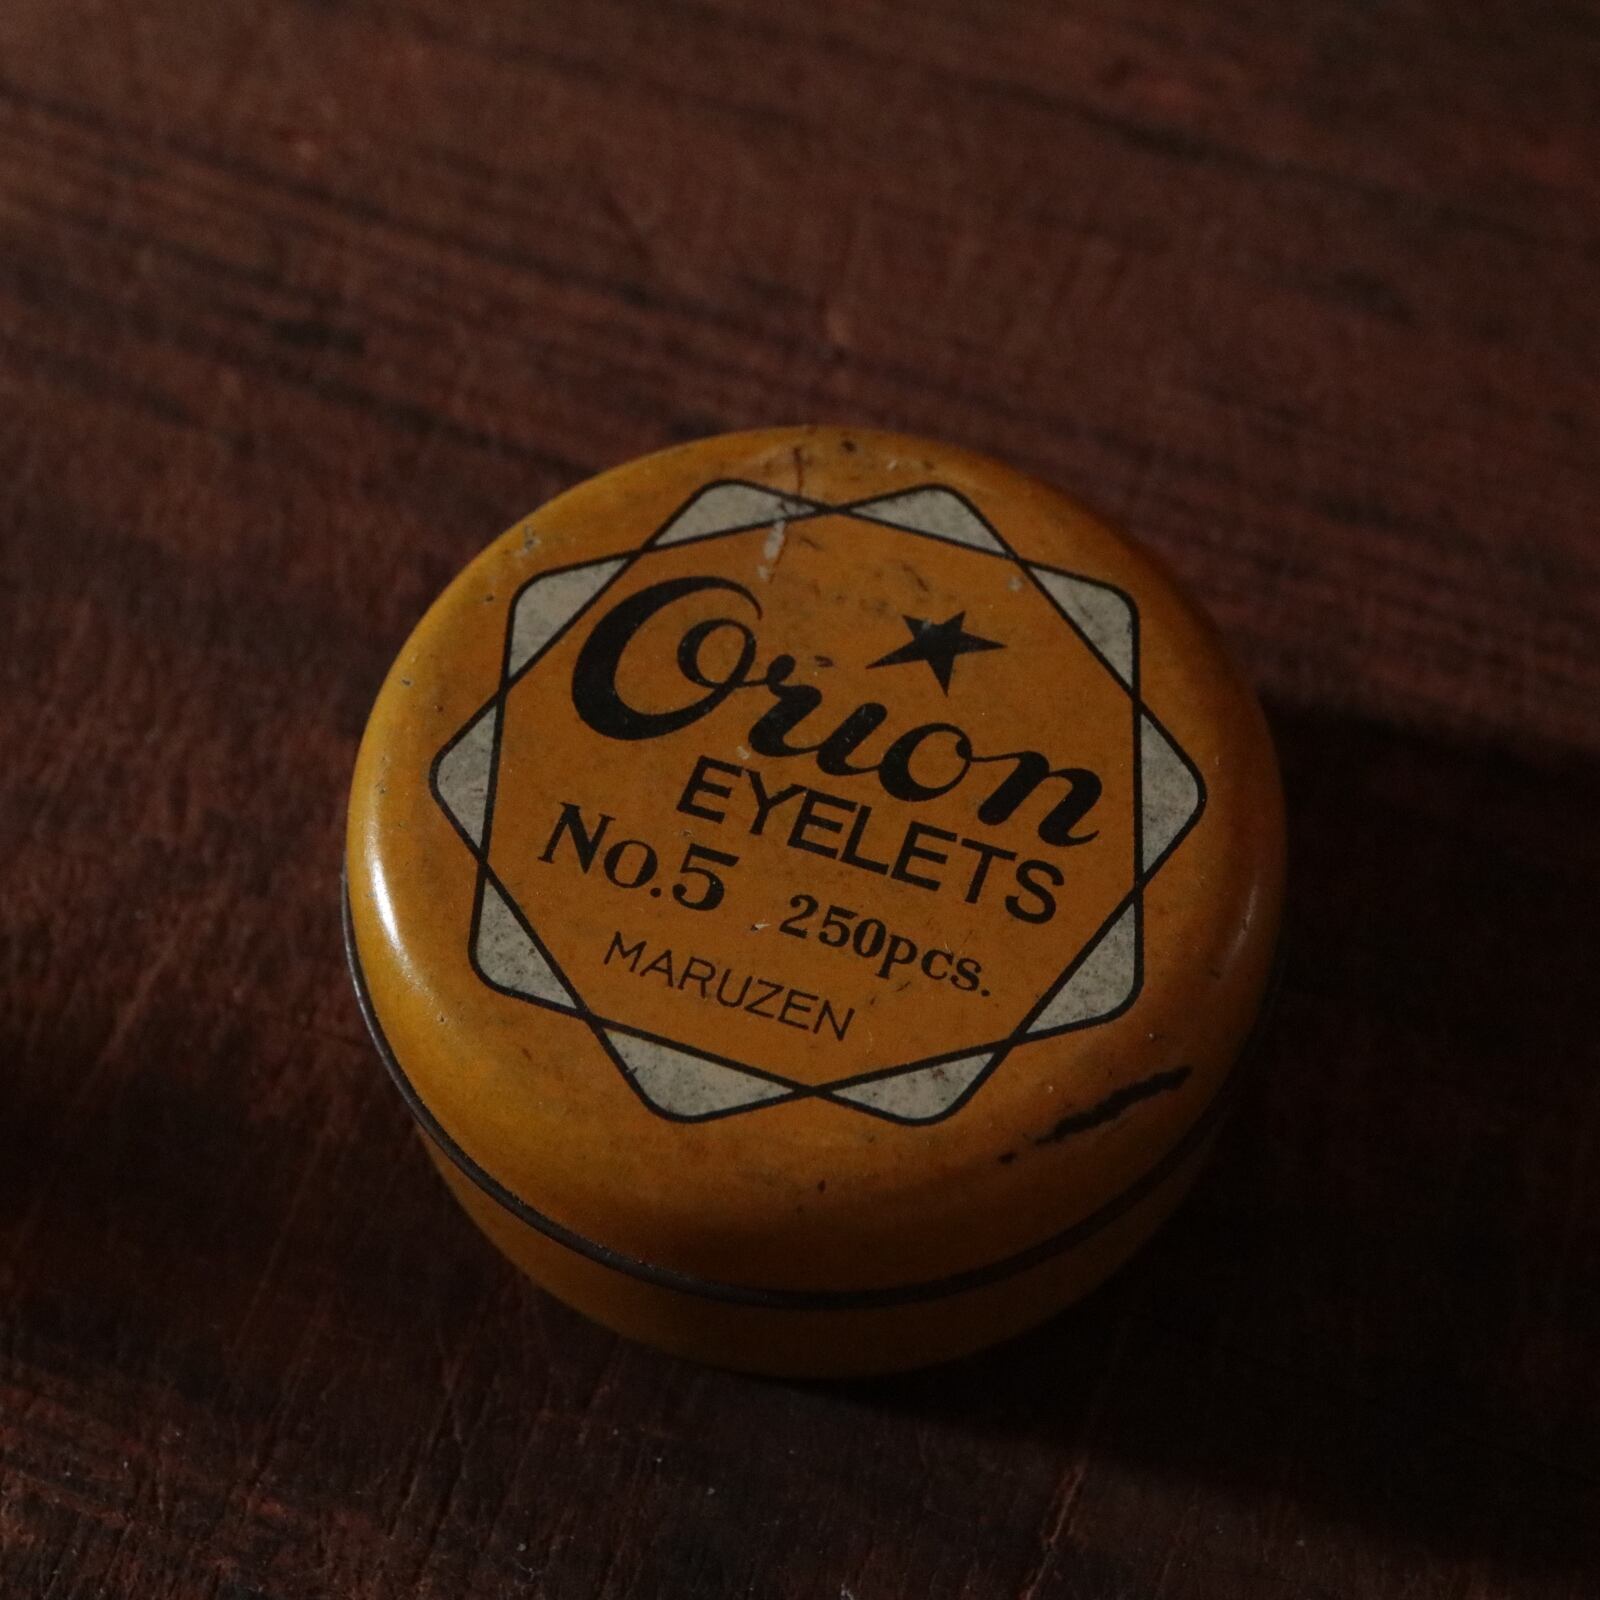 Orion
EYELETS
No.5 250pcs.
MARUZEN